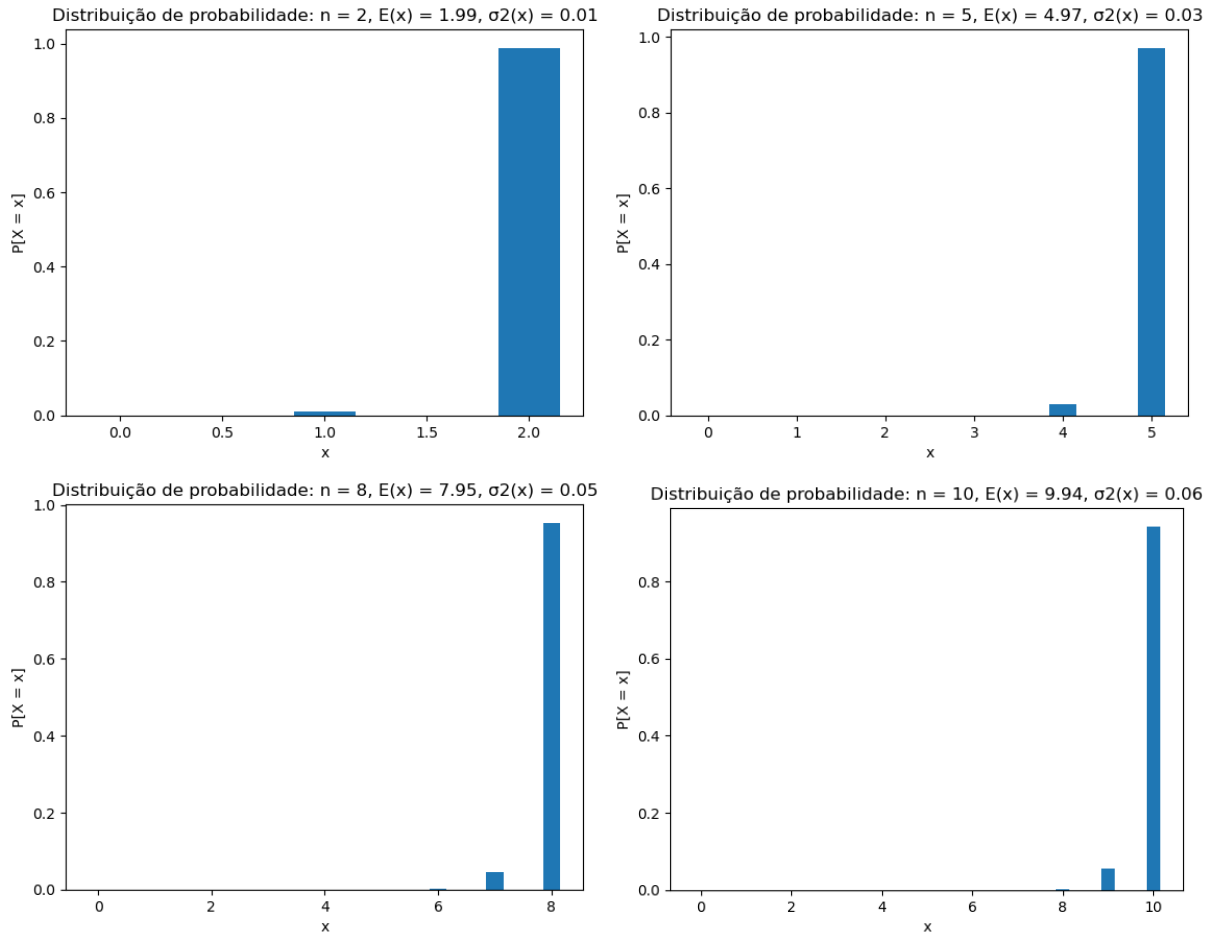 Distribuição de probabilidade: n = 2, E(x) = 1.99, σ2(x) = 0.01
1.0
0.8
0.6
0.4
0.2
0.0
P[X = x]
0.0 0.5 1.0 1.5 2.0
x
Distribuição de probabilidade: n = 5, E(x) = 4.97, σ2(x) = 0.03
1.0
0.8
0.6
0.4
0.2
0.0
P[X = x]
0 1 2 3 4 5
x
Distribuição de probabilidade: n = 8, E(x) = 7.95, σ2(x) = 0.05
1.0
0.8
0.6
0.4
0.2
0.0
P[X = x]
0 2 4 6 8
x
Distribuição de probabilidade: n = 10, E(x) = 9.94, σ2(x) = 0.06
0.8
0.6
0.4
0.2
0.0
P[X = x]
0 2 4 6 8 10
x